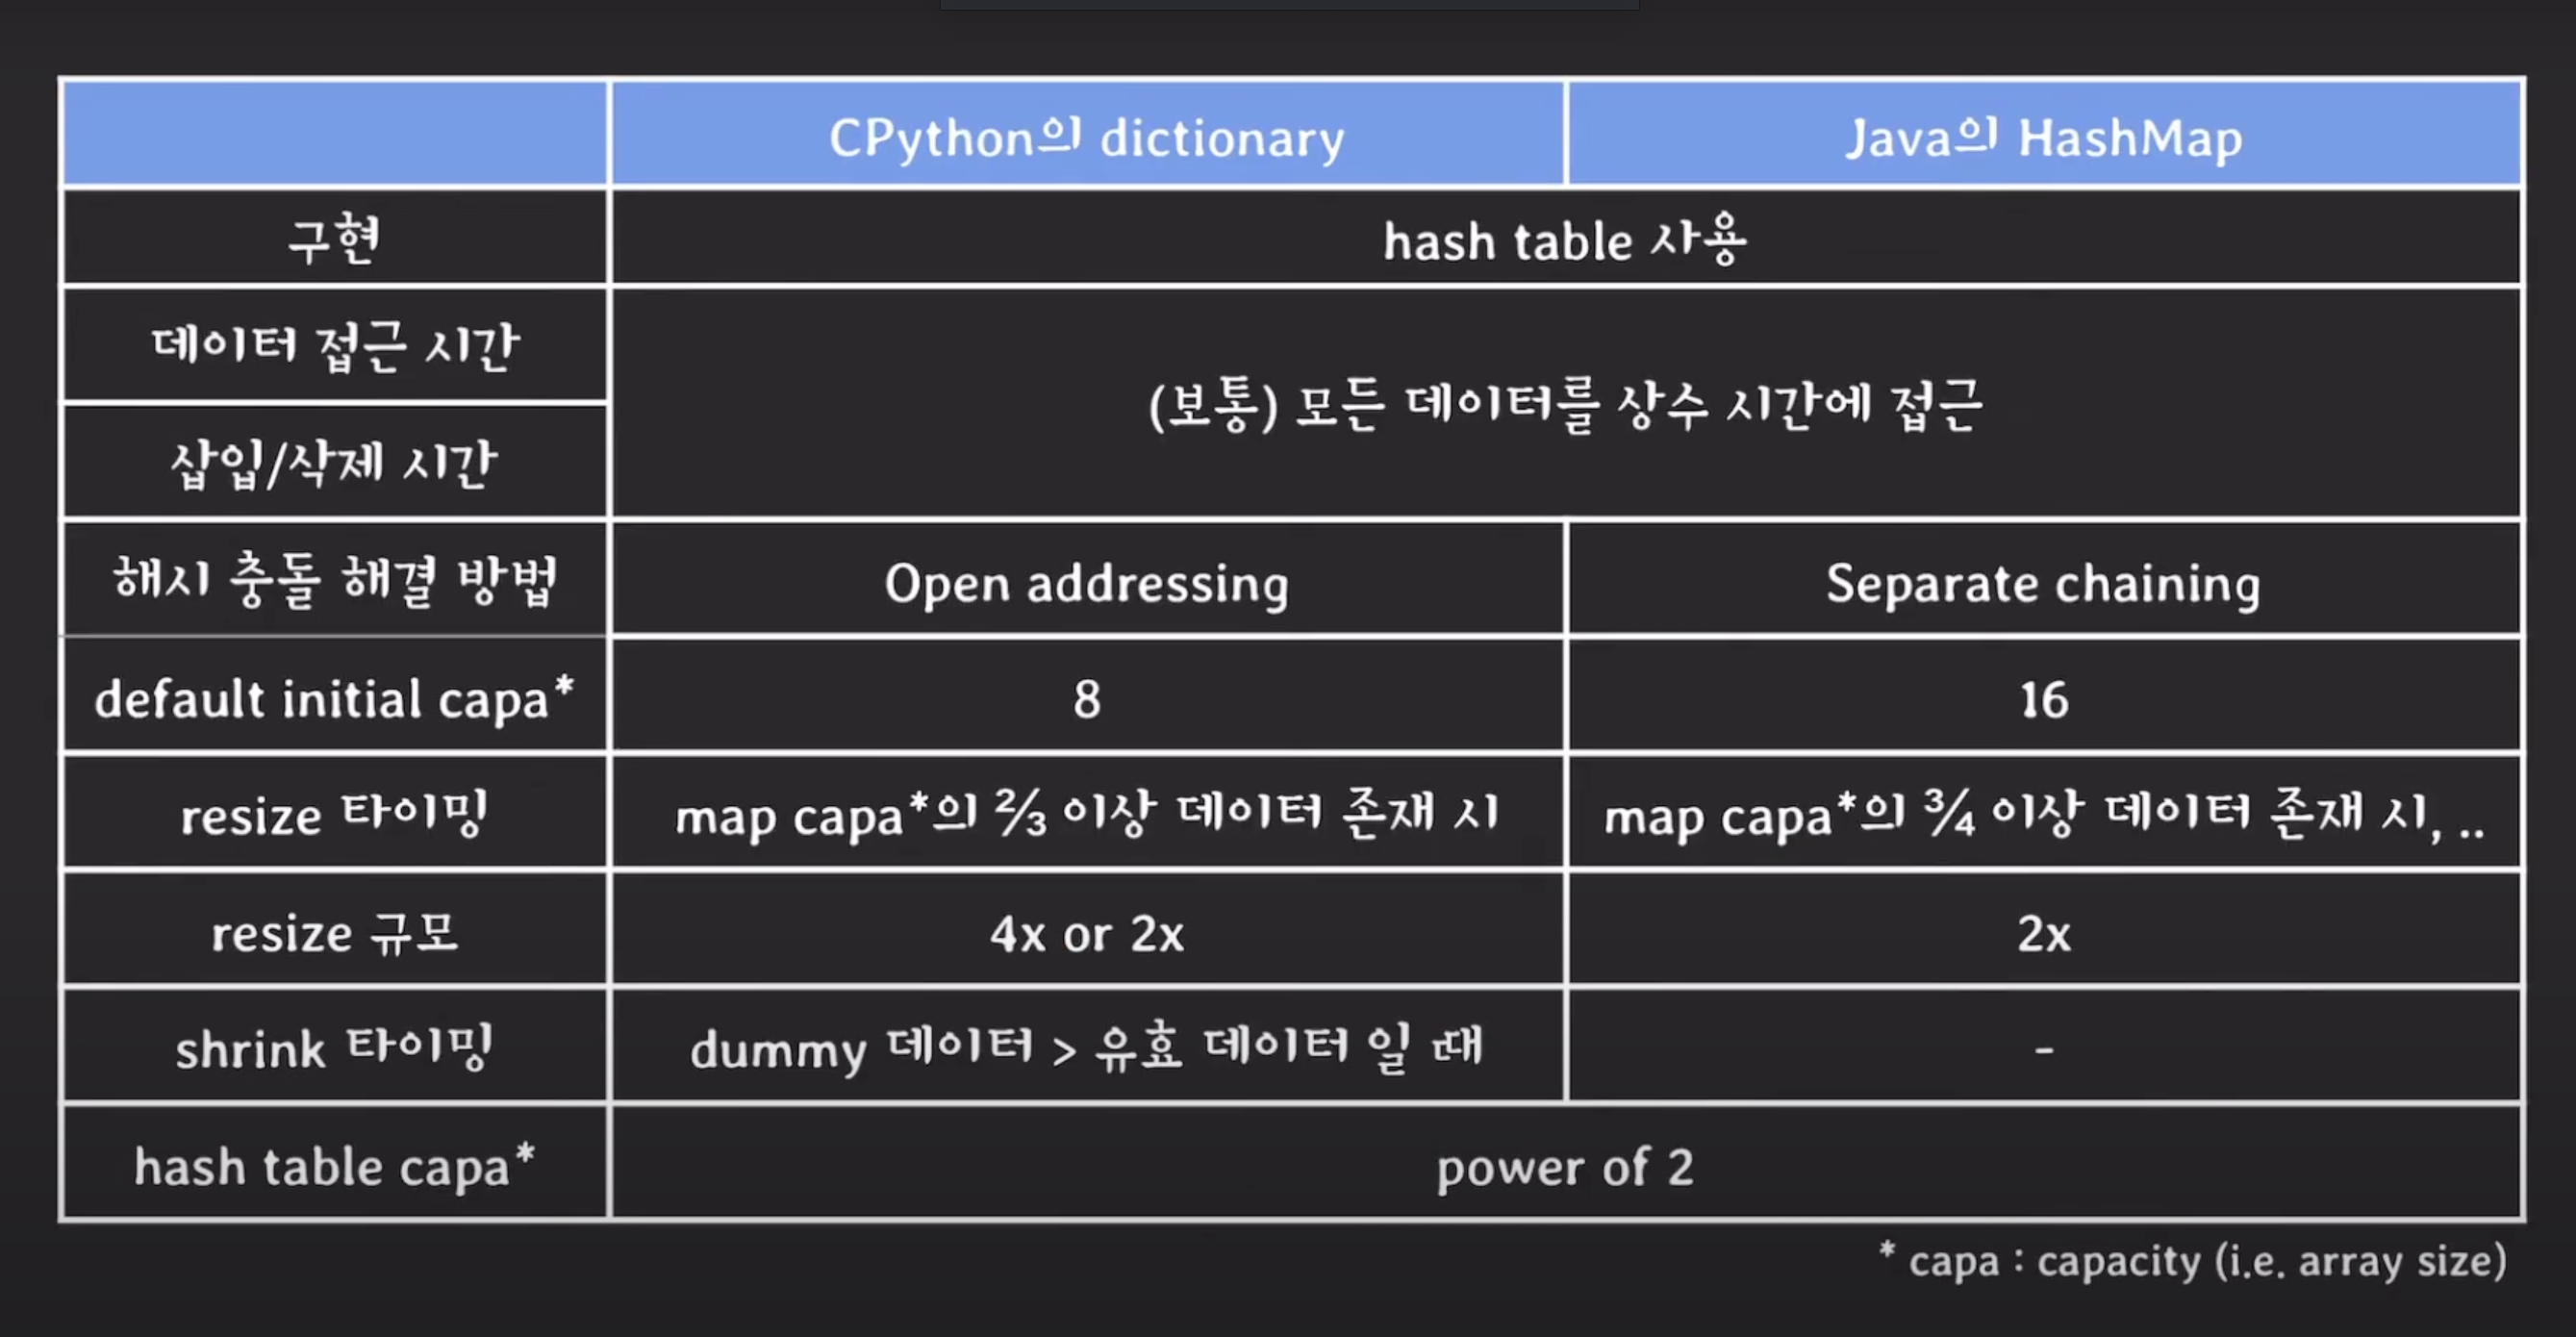 CPython의 dictionary
Java의 HashMap
구현
hash table 사용
데이터 접근 시간
(보통) 모든 데이터를 상수 시간에 접근
삽입/삭제 시간
해시 충돌 해결 방법
Open addressing
Separate chaining
default initial capa*
8
16
resize 타이밍
map capa*의 ⅔ 이상 데이터 존재 시
map capa*의 ¾ 이상 데이터 존재 시, ..
resize 규모
4x or 2x
2x
shrink 타이밍
dummy 데이터 > 유효 데이터 일 때
-
hash table capa*
power of 2
* capa : capacity (i.e. array size)